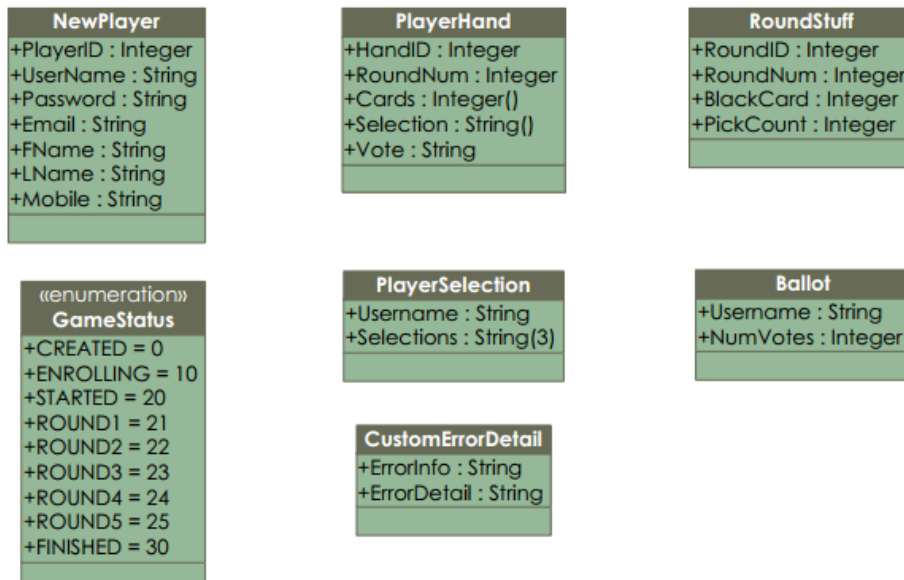 NewPlayer
+PlayerID : Integer
+UserName : String
+Password : String
+Email : String
+FName : String
+LName : String
+Mobile : String
PlayerHand
+HandID : Integer
+RoundNum : Integer
+Cards : Integer()
+Selection : String()
+Vote : String
RoundStuff
+RoundID : Integer
+RoundNum : Integer
+BlackCard : Integer
+PickCount : Integer
«enumeration»
GameStatus
+CREATED = 0
+ENROLLING = 10
+STARTED = 20
+ROUND1 = 21
+ROUND2 = 22
+ROUND3 = 23
+ROUND4 = 24
+ROUND5 = 25
+FINISHED = 30
PlayerSelection
+Username : String
+Selections : String(3)
Ballot
+Username : String
+NumVotes : Integer
CustomErrorDetail
+ErrorInfo : String
+ErrorDetail : String